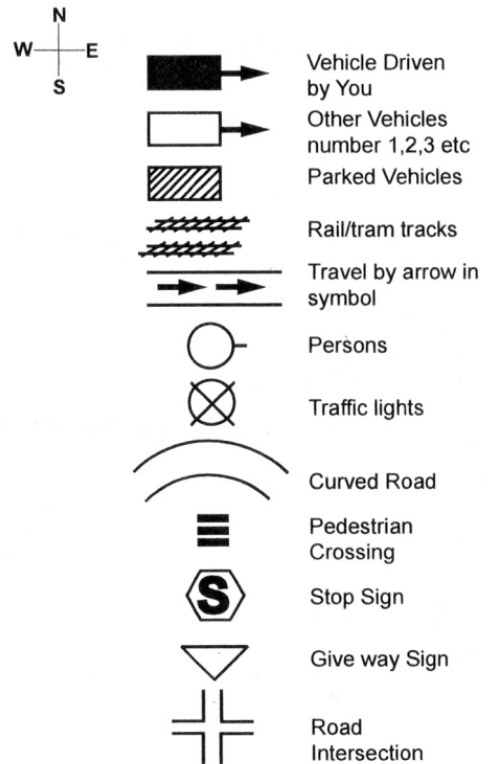 N
W E
S
Vehicle Driven
by You
Other Vehicles
number 1,2,3 etc
Parked Vehicles
Rail/tram tracks
Travel by arrow in
symbol
Persons
Traffic lights
Curved Road
Pedestrian
Crossing
S
Stop Sign
Give way Sign
Road
Intersection